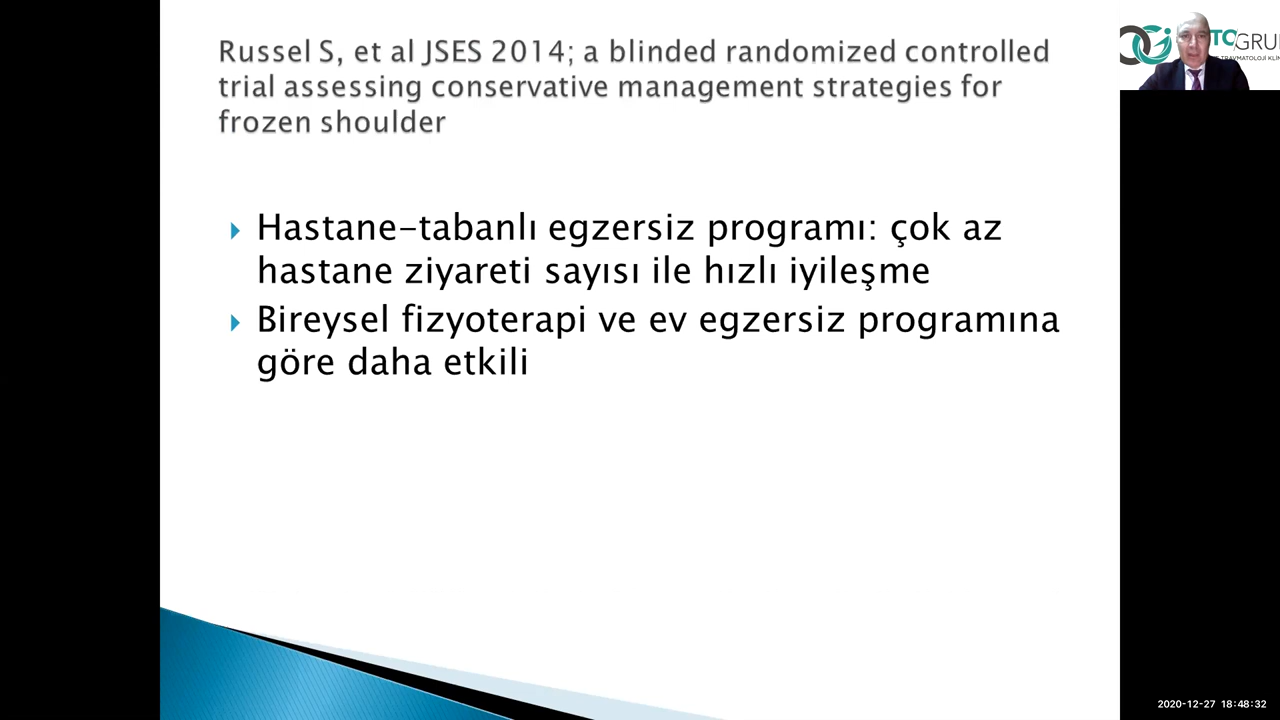 Russel S, et al JSES 2014; a blinded randomized controlled
trial assessing conservative management strategies for
frozen shoulder
Hastane-tabanlı egzersiz programı: çok az
hastane ziyareti sayısı ile hızlı iyileşme
Bireysel fizyoterapi ve ev egzersiz programına
göre daha etkili
2020-12-27 18:48:32